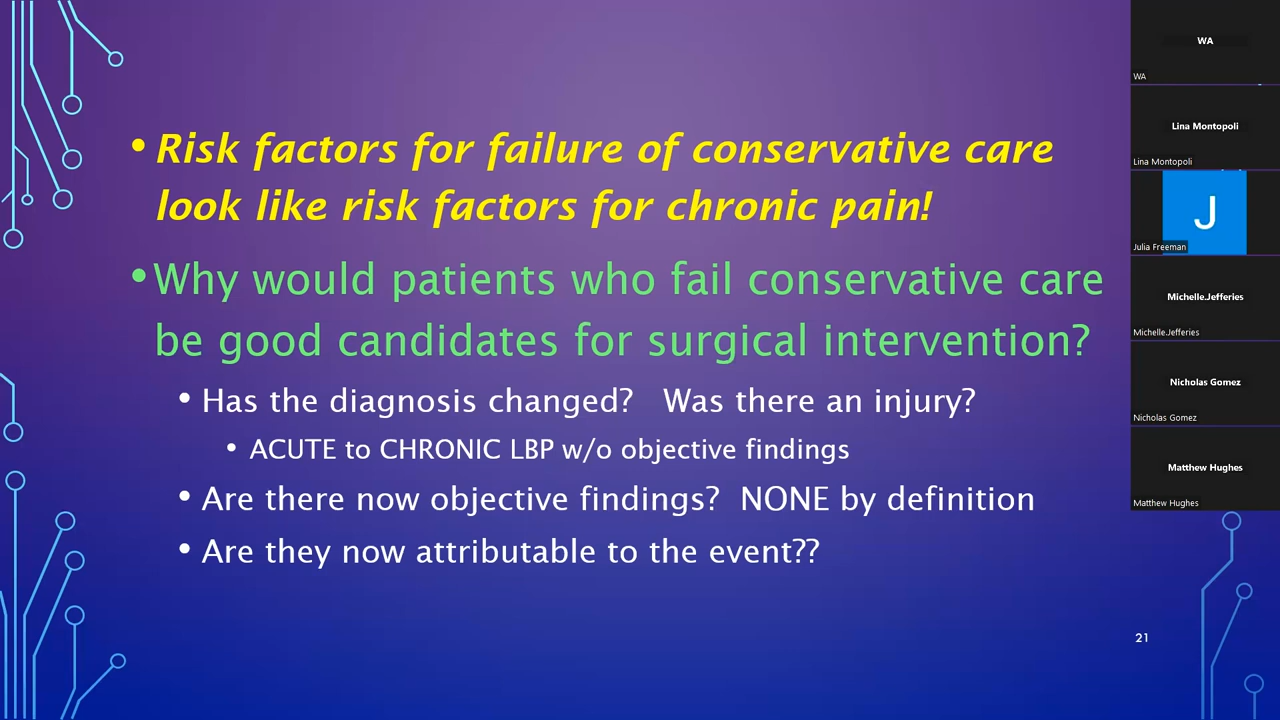 • Risk factors for failure of conservative care
look like risk factors for chronic pain!
• Why would patients who fail conservative care
be good candidates for surgical intervention?
• Has the diagnosis changed? Was there an injury?
• ACUTE to CHRONIC LBP w/o objective findings
• Are there now objective findings? NONE by definition
• Are they now attributable to the event??
21
WA
WA
Lina Montopoli
Lina Montopoli
J
Julia Freeman
Michelle.Jefferies
Michelle.Jefferies
Nicholas Gomez
Nicholas Gomez
Matthew Hughes
Matthew Hughes